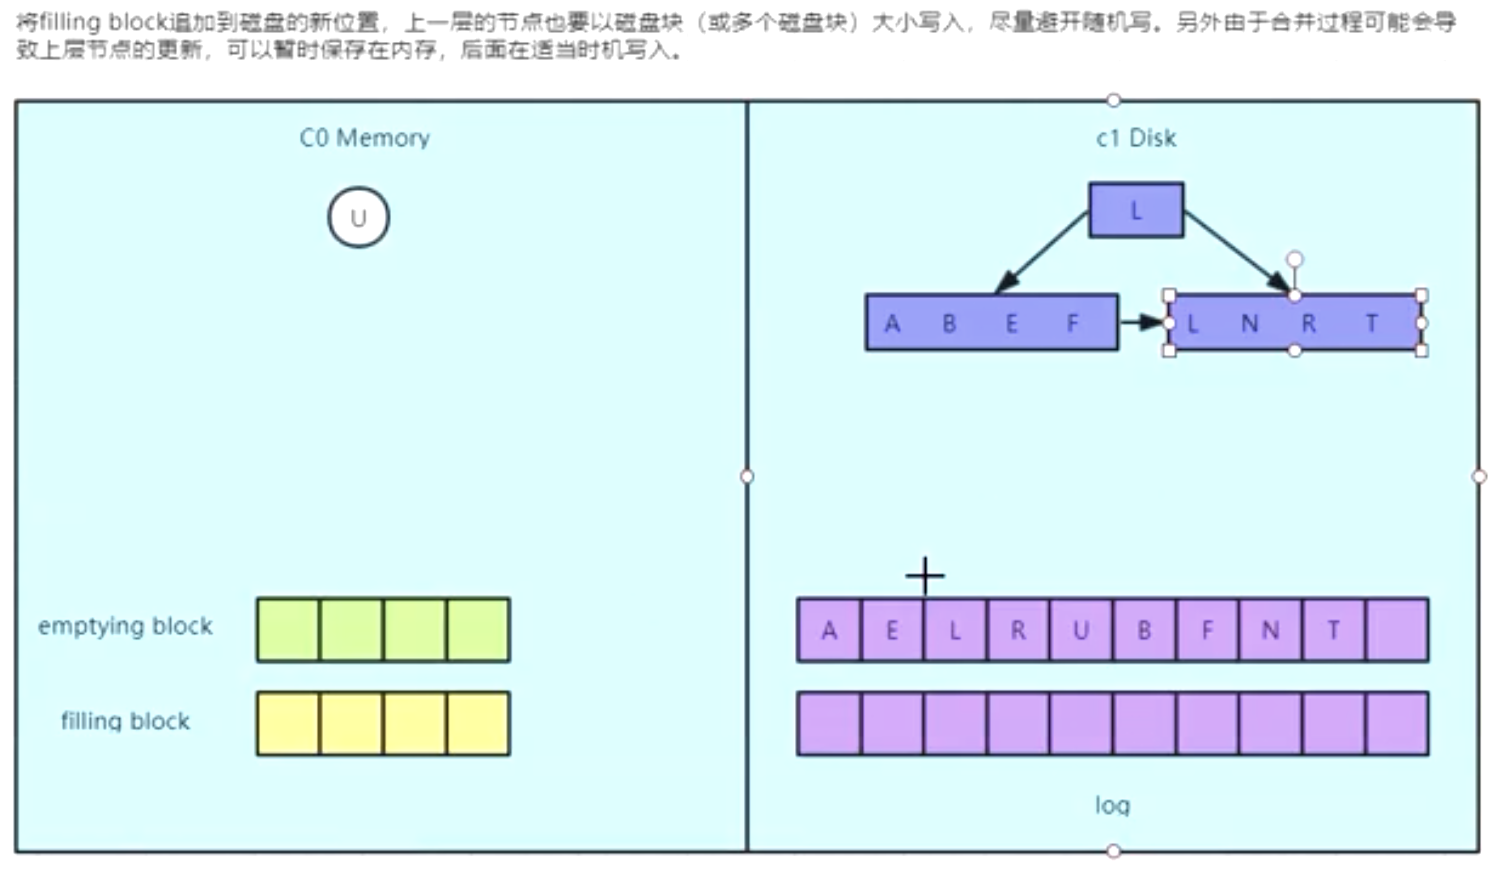 将filling block追加到磁盘的新位置，上一层的节点也要以磁盘块（或多个磁盘块）大小写入，尽量避开随机写。另外由于合并过程可能会导
致上层节点的更新，可以暂时保存在内存，后面在适当时机写入。
C0 Memory
c1 Disk
U
L
A B E F
L N R T
emptying block
A E L R U B F N T
filling block
log